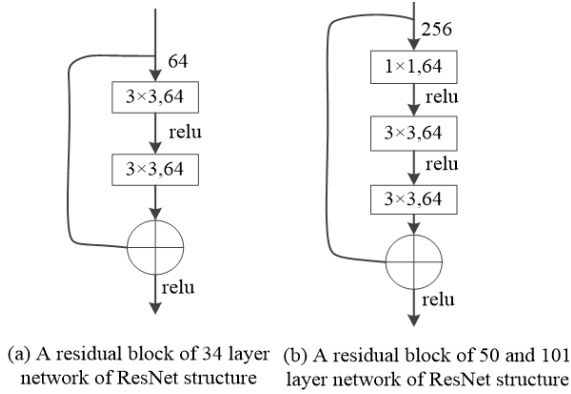 64
3×3,64
relu
3×3,64
relu
(a) A residual block of 34 layer
network of ResNet structure
256
1×1,64
relu
3×3,64
relu
3×3,64
relu
(b) A residual block of 50 and 101
layer network of ResNet structure